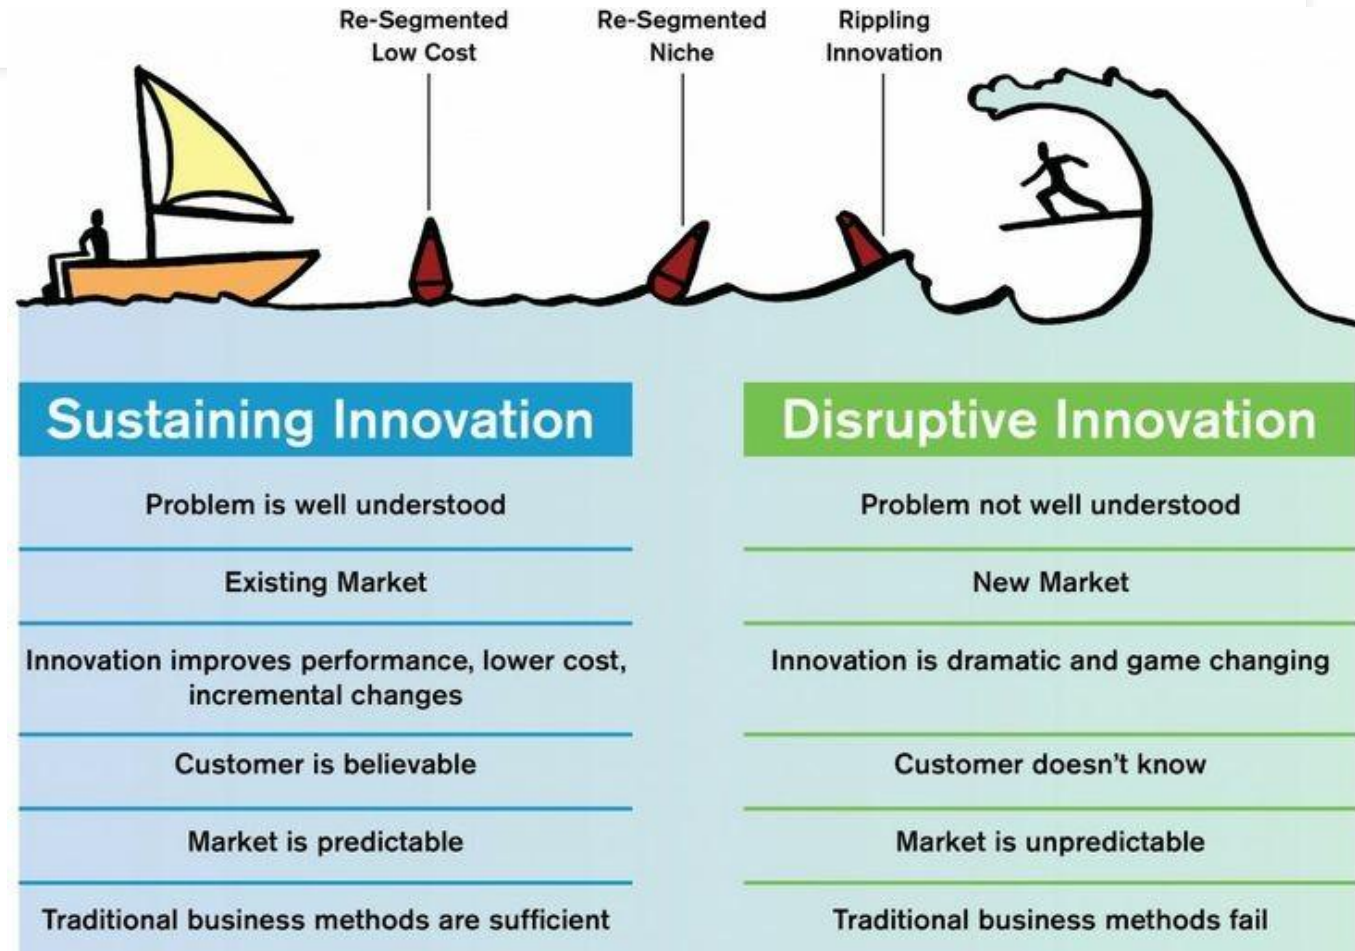 Re-Segmented
Low Cost
Re-Segmented
Niche
Rippling
Innovation
Sustaining Innovation
Problem is well understood
Existing Market
Innovation improves performance, lower cost,
incremental changes
Customer is believable
Market is predictable
Traditional business methods are sufficient
Disruptive Innovation
Problem not well understood
New Market
Innovation is dramatic and game changing
Customer doesn't know
Market is unpredictable
Traditional business methods fail